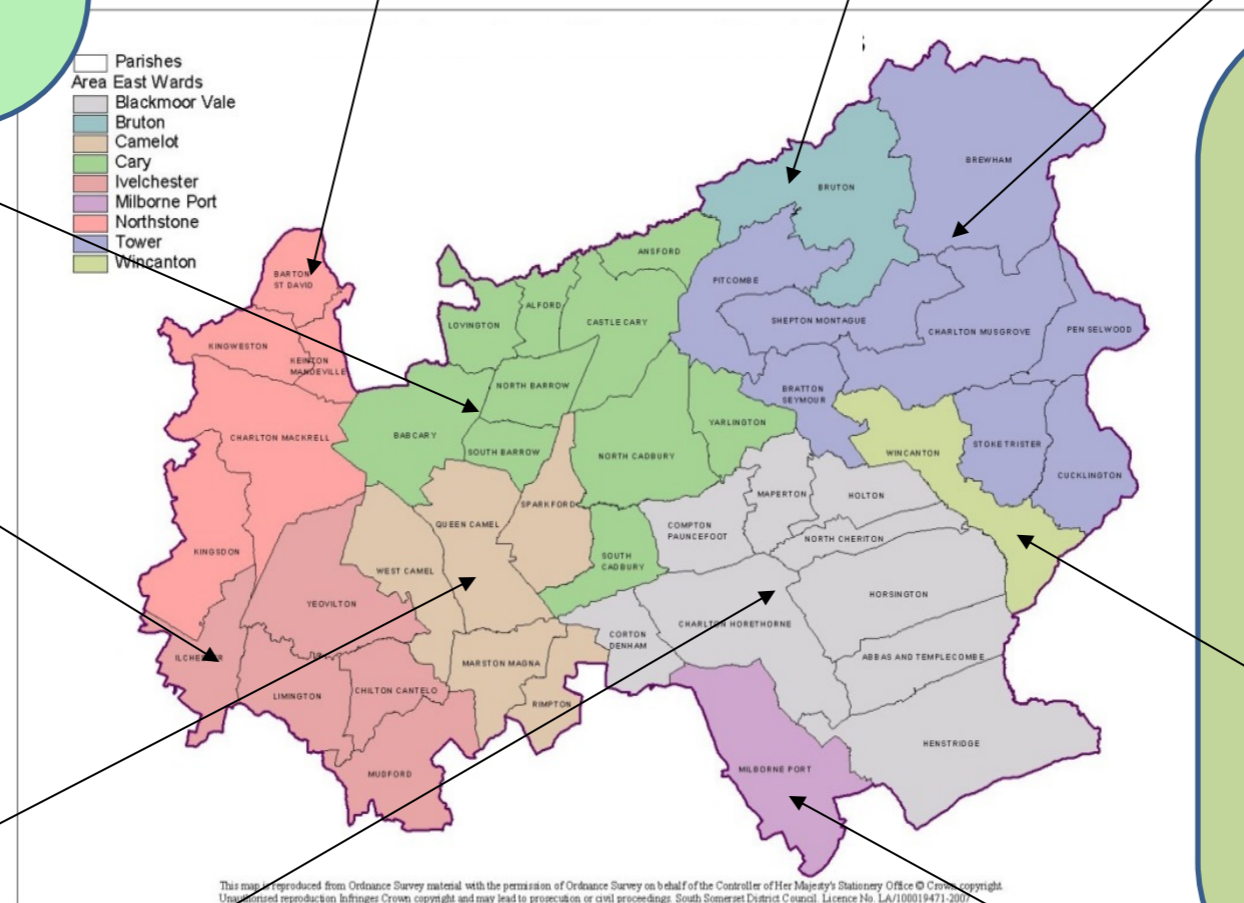 Parishes
Area East Wards
Blackmoor Vale
Bruton
Camelot
Cary
Ivelchester
Milborne Port
Northstone
Tower
Wincanton
BREWHAM
BRUTON
ANSFORD
PITCOMBE
BARTON
ST DAVID
ALFORD
LOVINGTON
CASTLE CARY
SHEPTON MONTAGUE
CHARLTON MUSGROVE
PEN SELWOOD
KINGWESTON
KEINTON
MANDEVILLE
NORTH BARROW
BRATTON
SEYMOUR
YARLINGTON
CHARLTON MACKRELL
BABCARY
SOUTH BARROW
NORTH CADBURY
WINCANTON
STOKE TRISTER
CUCKLINGTON
SPARKFORD
MAPERTON
HOLTON
QUEEN CAMEL
COMPTON
PAUNCEFOOT
NORTH CHERITON
KINGSDON
WEST CAMEL
SOUTH
CADBURY
HORSINGTON
YEOVILTON
CHARLTON HORETHORNE
CORTON
DENHAM
ILCHESTER
MARSTON MAGNA
ABBAS AND TEMPLECOMBE
LIMINGTON
CHILTON CANTELO
RIMPTON
HENSTRIDGE
MUDFORD
MILBORNE PORT
This map is reproduced from Ordnance Survey material with the permission of Ordnance Survey on behalf of the Controller of Her Majesty's Stationery Office © Crown copyright.
Unauthorised reproduction Infringes Crown copyright and may lead to prosecution or civil proceedings. South Somerset District Council. Licence No. LA/100019471-2007